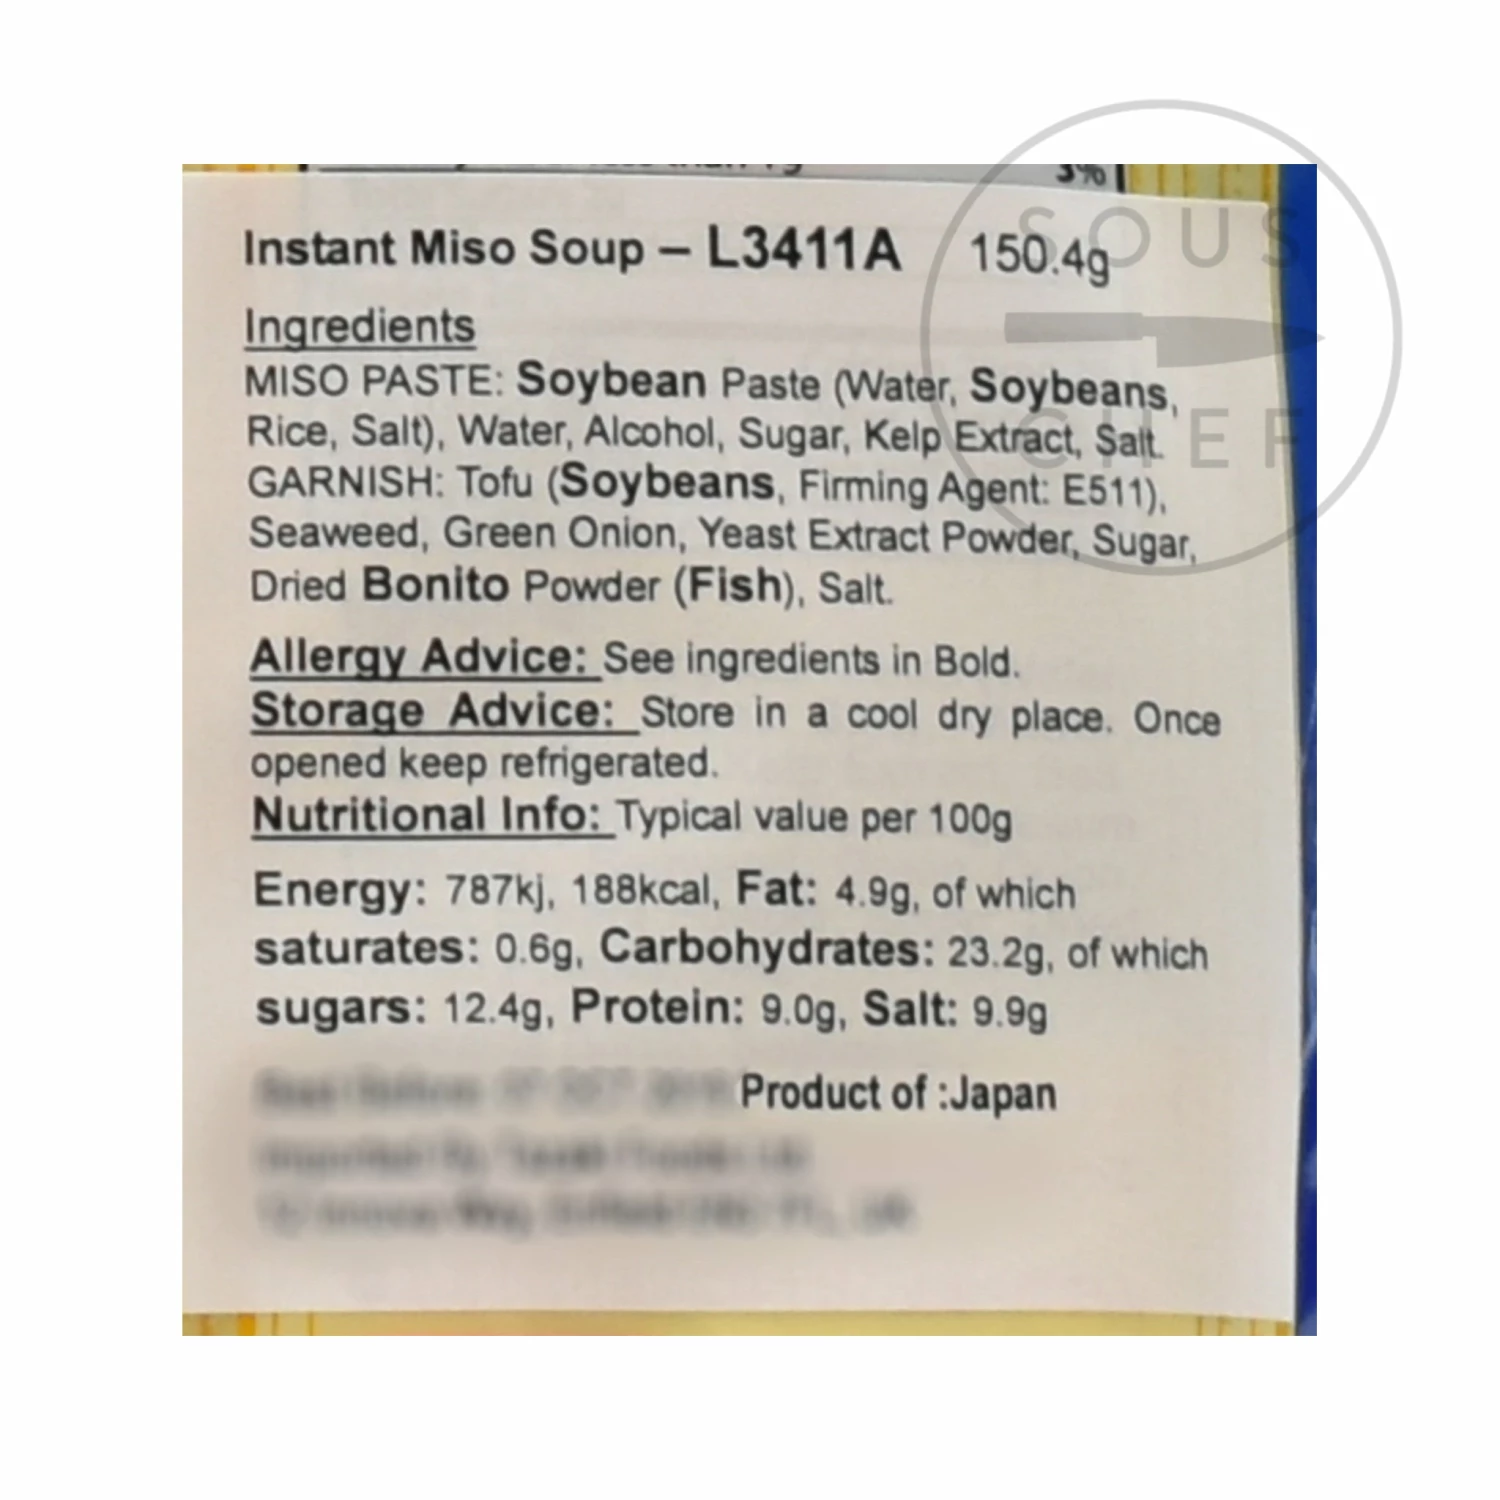 3%
Instant Miso Soup – L3411A 150.4g
Ingredients
MISO PASTE: Soybean Paste (Water, Soybeans,
Rice, Salt), Water, Alcohol, Sugar, Kelp Extract, Salt.
GARNISH: Tofu (Soybeans, Firming Agent: E511),
Seaweed, Green Onion, Yeast Extract Powder, Sugar,
Dried Bonito Powder (Fish), Salt.
Allergy Advice: See ingredients in Bold.
Storage Advice: Store in a cool dry place. Once
opened keep refrigerated.
Nutritional Info: Typical value per 100g
Energy: 787kj, 188kcal, Fat: 4.9g, of which
saturates: 0.6g, Carbohydrates: 23.2g, of which
sugars: 12.4g, Protein: 9.0g, Salt: 9.9g
Product of :Japan
SOUS
CHEF